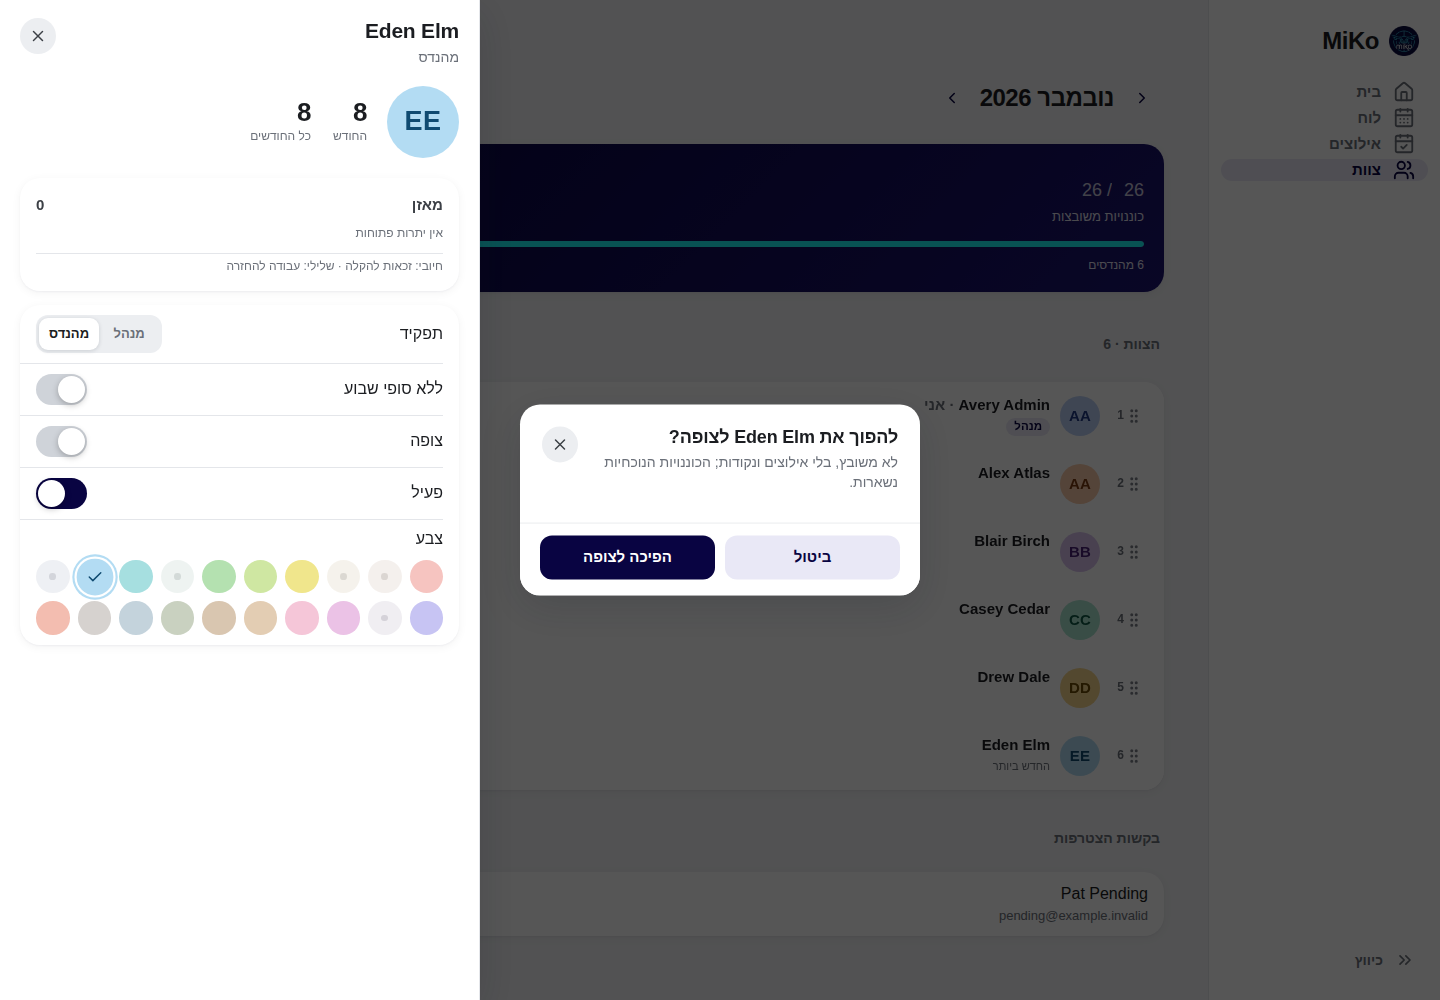 MiKo
בית
לוח
אילוצים
צוות
כיווץ
נובמבר 2026
26 / 26
כוננויות משובצות
6 מהנדסים
הצוות · 6
1
AA
Avery Admin · אני
מנהל
2
AA
Alex Atlas
3
BB
Blair Birch
4
CC
Casey Cedar
5
DD
Drew Dale
6
EE
Eden Elm
החדש ביותר
בקשות הצטרפות
Pat Pending
pending@example.invalid
להפוך את Eden Elm לצופה?
לא משובץ, בלי אילוצים ונקודות; הכוננויות הנוכחיות
נשארות.
ביטול
הפיכה לצופה
Eden Elm
מהנדס
EE
8
החודש
8
כל החודשים
מאזן
0
אין יתרות פתוחות
חיובי: זכאות להקלה · שלילי: עבודה להחזרה
תפקיד
מנהל
מהנדס
ללא סופי שבוע
צופה
פעיל
צבע